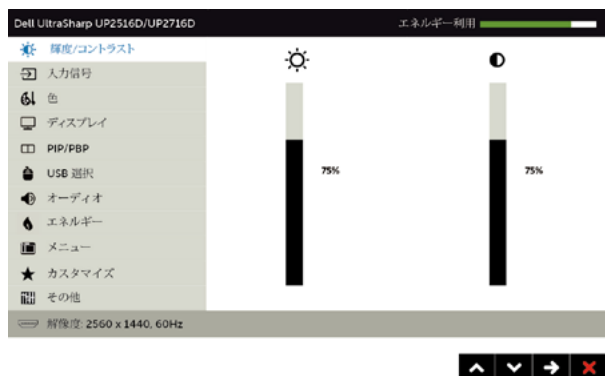 Dell UltraSharp UP2516D/UP2716D
エネルギー利用
輝度/コントラスト
入力信号
色
ディスプレイ
PIP/PBP
USB 選択
オーディオ
エネルギー
メニュー
カスタマイズ
その他
75%
75%
解像度: 2560 x 1440, 60Hz